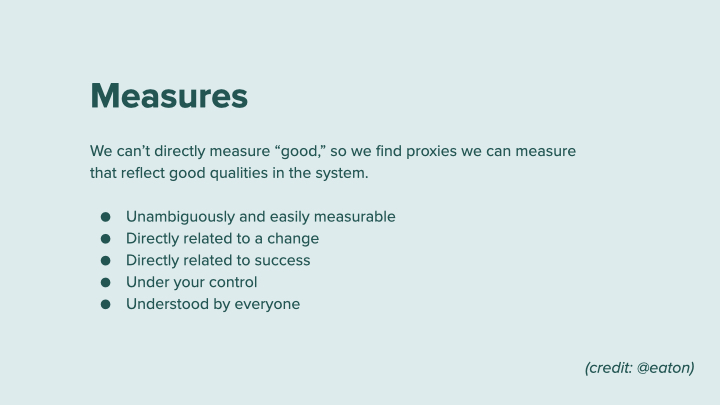 Measures
We can’t directly measure “good,” so we find proxies we can measure
that reflect good qualities in the system.
● Unambiguously and easily measurable
● Directly related to a change
● Directly related to success
● Under your control
● Understood by everyone
(credit: @eaton)